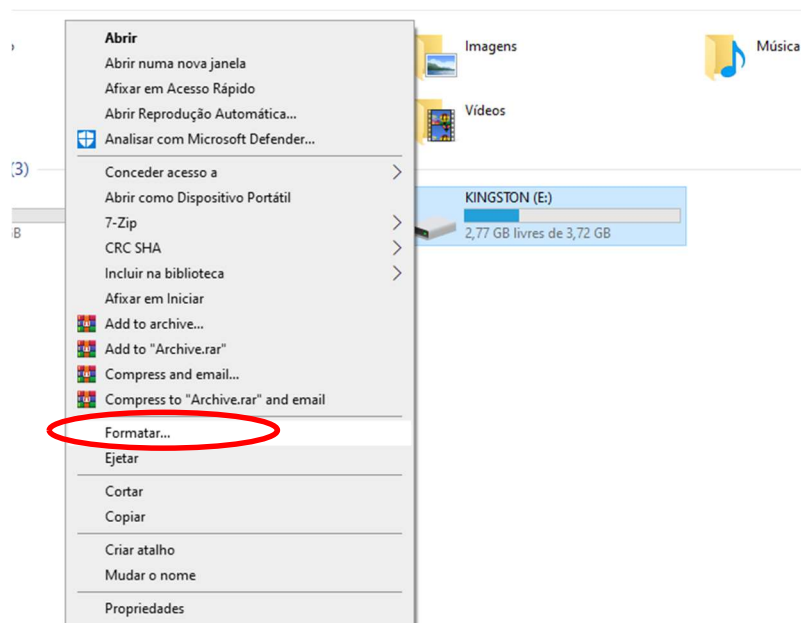 Abrir
Abrir numa nova janela
Afixar em Acesso Rápido
Abrir Reprodução Automática...
Analisar com Microsoft Defender...
Conceder acesso a
Abrir como Dispositivo Portátil
7-Zip
CRC SHA
Incluir na biblioteca
Afixar em Iniciar
Add to archive...
Add to "Archive.rar"
Compress and email...
Compress to "Archive.rar" and email
Formatar...
Ejetar
Cortar
Copiar
Criar atalho
Mudar o nome
Propriedades
(3)
Imagens
Música
Vídeos
KINGSTON (E:)
2,77 GB livres de 3,72 GB